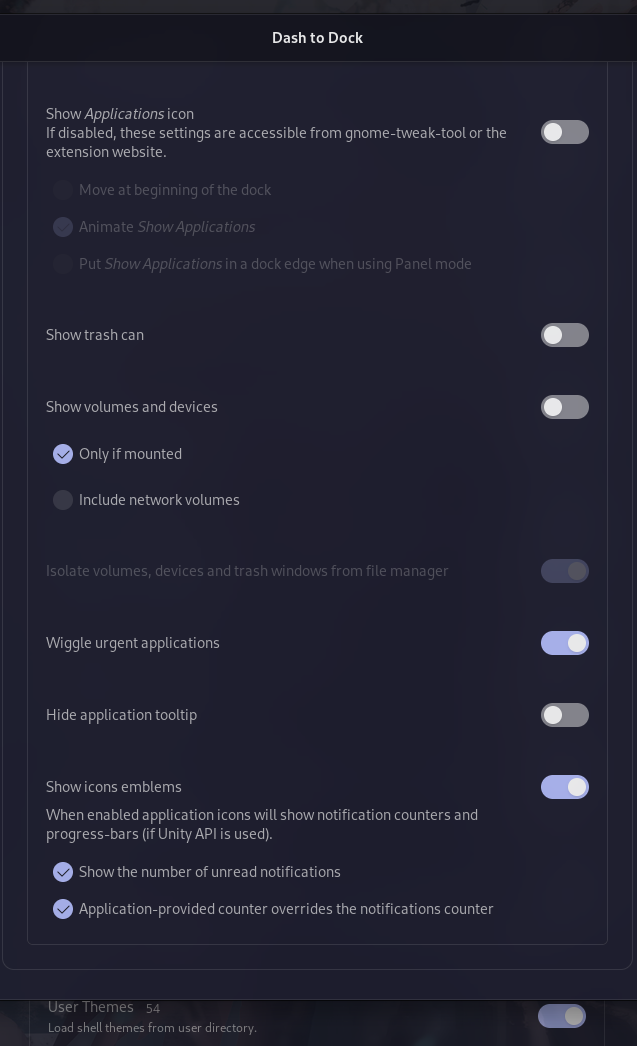 Dash to Dock
Show Applications icon
If disabled, these settings are accessible from gnome-tweak-tool or the
extension website.
Move at beginning of the dock
Animate Show Applications
Put Show Applications in a dock edge when using Panel mode
Show trash can
Show volumes and devices
Only if mounted
Include network volumes
Isolate volumes, devices and trash windows from file manager
Wiggle urgent applications
Hide application tooltip
Show icons emblems
When enabled application icons will show notification counters and
progress-bars (if Unity API is used).
Show the number of unread notifications
Application-provided counter overrides the notifications counter
User Themes 54
Load shell themes from user directory.